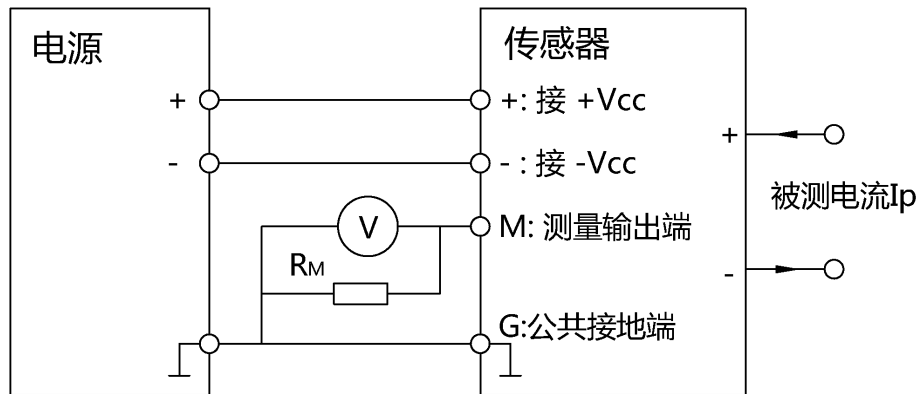 电源
传感器
+
+: 接 +Vcc
+
-
- : 接 -Vcc
被测电流Ip
V
M: 测量输出端
RM
-
G:公共接地端